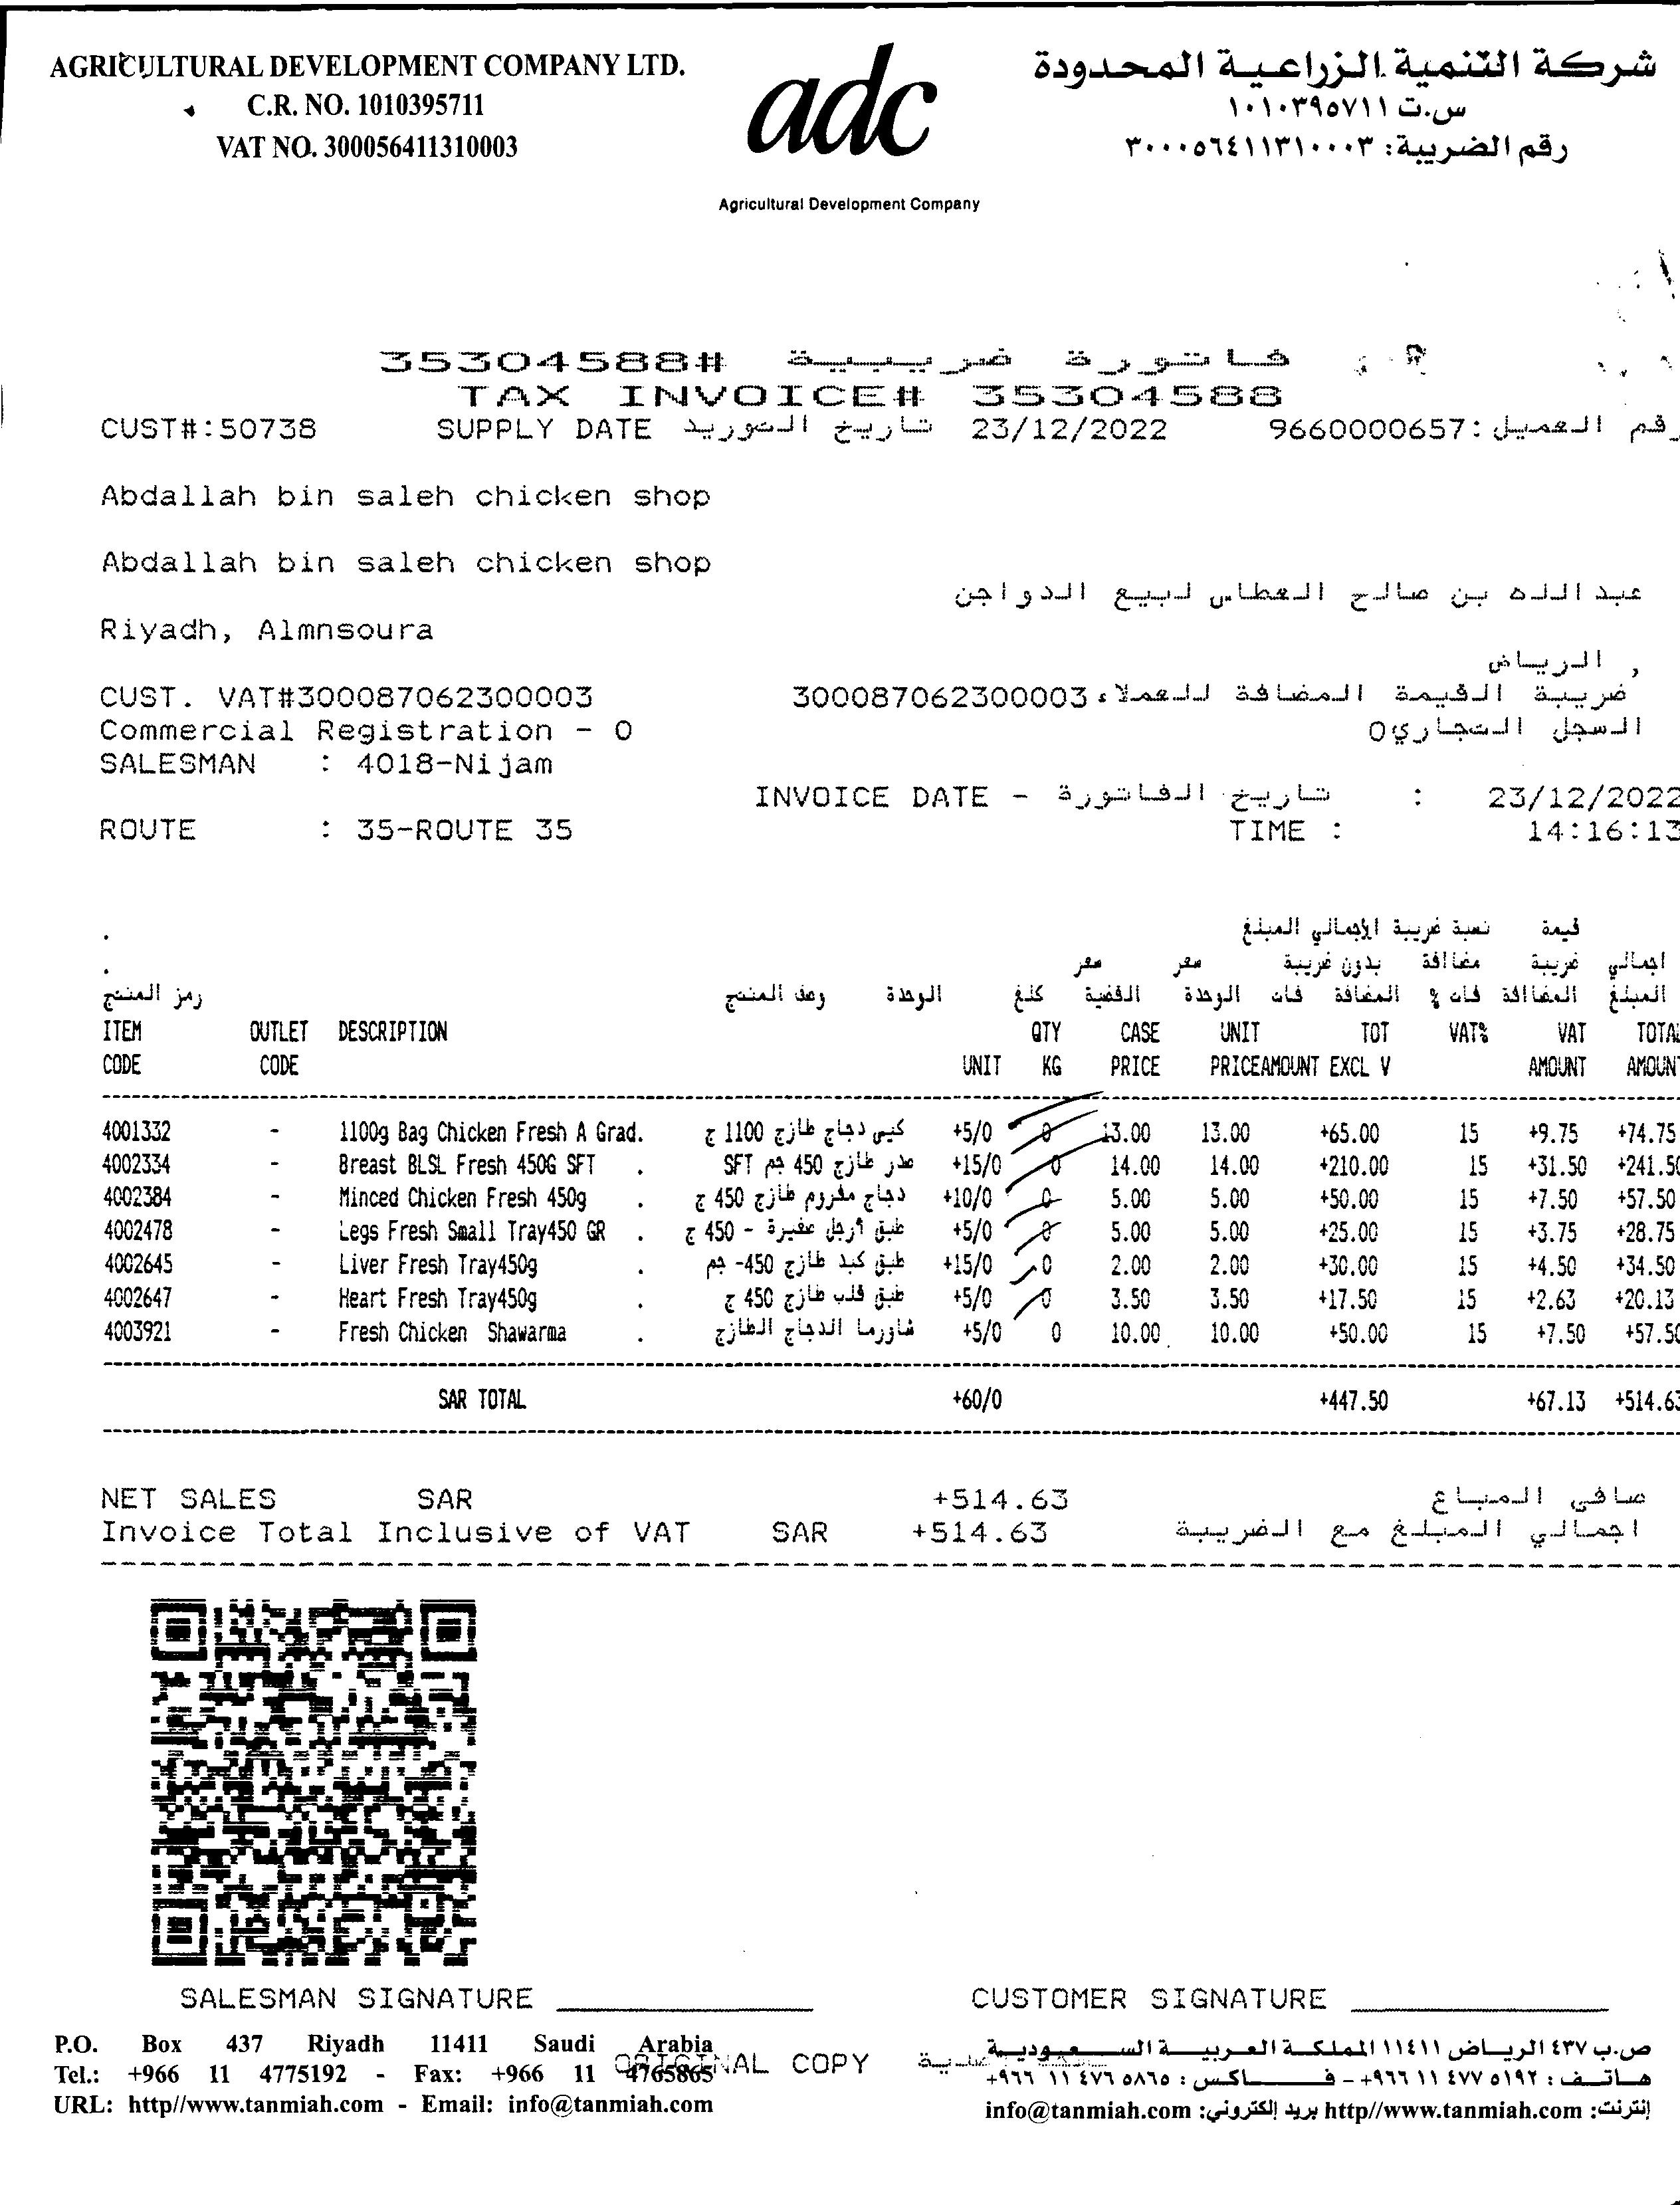 AGRICULTURAL DEVELOPMENT COMPANY LTD.
C.R. NO. 1010395711
VAT NO. 300056411310003
adc
Agricultural Development Company
شركة التنمية الزراعية المحدودة
س.ت ١٠١٠٣٩٥٧١١
رقم الضريبة: ٣٠٠٠٥٦٤١١٣١٠٠٠٣
فاتورة ضريبية #35304588
TAX INVOICE# 35304588
CUST#:50738 SUPPLY DATE تاريخ التوريد 23/12/2022 رقم العميل:9660000657
Abdallah bin saleh chicken shop
Abdallah bin saleh chicken shop
عبدالله بن صالح العطاس لبيع الدواجن
Riyadh, Almnsoura
, الرياض
CUST. VAT#300087062300003 ضريبة القيمة المضافة للعملاء 300087062300003
Commercial Registration - 0 السجل التجاري0
SALESMAN : 4018-Nijam
INVOICE DATE - تاريخ الفاتورة : 23/12/2022
ROUTE : 35-ROUTE 35 TIME : 14:16:13
. نسبة غريبة الإجمالي المبلغ قيمة
. سعر سعر بدون غريبة مضاافة غريبة اجمالي
رمز المنتج وصف المنتج الوحدة كلغ القضية الوحدة المضافة فات فات % المضاافة المبلغ
ITEM OUTLET DESCRIPTION QTY CASE UNIT TOT VAT% VAT TOTAL
CODE CODE UNIT KG PRICE PRICEAMOUNT EXCL V AMOUNT AMOUN
4001332 - 1100g Bag Chicken Fresh A Grad. كيس دجاج طازج 1100 ج +5/0 0 13.00 13.00 +65.00 15 +9.75 +74.75
4002334 - Breast BLSL Fresh 450G SFT . صدر طازج 450 جم SFT +15/0 0 14.00 14.00 +210.00 15 +31.50 +241.50
4002384 - Minced Chicken Fresh 450g . دجاج مفروم طازج 450 ج +10/0 0 5.00 5.00 +50.00 15 +7.50 +57.50
4002478 - Legs Fresh Small Tray450 GR . طبق أرجل صغيرة - 450 ج +5/0 0 5.00 5.00 +25.00 15 +3.75 +28.75
4002645 - Liver Fresh Tray450g . طبق كبد طازج 450- جم +15/0 0 2.00 2.00 +30.00 15 +4.50 +34.50
4002647 - Heart Fresh Tray450g . طبق قلب طازج 450 ج +5/0 0 3.50 3.50 +17.50 15 +2.63 +20.13
4003921 - Fresh Chicken Shawarma . شاورما الدجاج الطازج +5/0 0 10.00 10.00 +50.00 15 +7.50 +57.50
SAR TOTAL +60/0 +447.50 +67.13 +514.63
NET SALES SAR +514.63 صافي المباع
Invoice Total Inclusive of VAT SAR +514.63 اجمالي المبلغ مع الضريبة
SALESMAN SIGNATURE CUSTOMER SIGNATURE
P.O. Box 437 Riyadh 11411 Saudi Arabia
Tel.: +966 11 4775192 - Fax: +966 11 4765865
URL: http//www.tanmiah.com - Email: info@tanmiah.com
ORIGINAL COPY
ص.ب ٤٣٧ الرياض ١١٤١١ المملكة العربية السعودية
هاتف: ٥١٩٢ ٤٧٧ ١١ ٩٦٦+ - فاكس: ٥٨٦٥ ٤٧٦ ١١ ٩٦٦+
إنترنت: http//www.tanmiah.com بريد إلكتروني: info@tanmiah.com